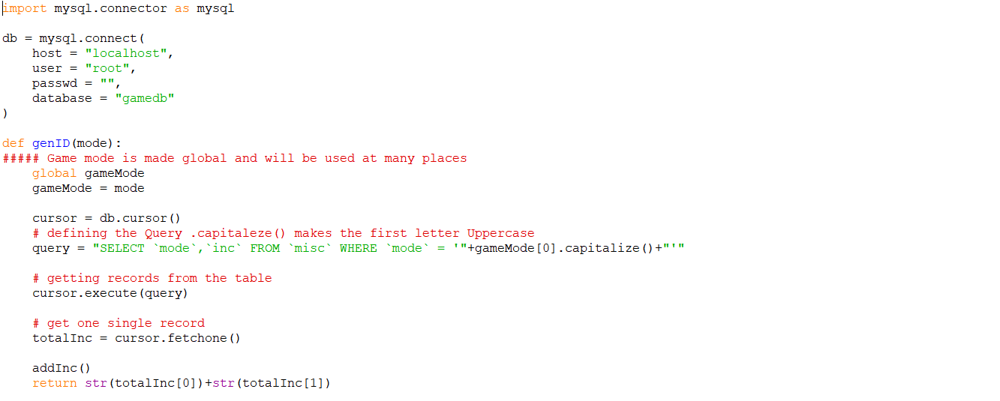 import mysql.connector as mysql

db = mysql.connect(
    host = "localhost",
    user = "root",
    passwd = "",
    database = "gamedb"
)

def genID(mode):
##### Game mode is made global and will be used at many places
    global gameMode
    gameMode = mode

    cursor = db.cursor()
    # defining the Query .capitaleze() makes the first letter Uppercase
    query = "SELECT `mode`,`inc` FROM `misc` WHERE `mode` = '"+gameMode[0].capitalize()+"'"

    # getting records from the table
    cursor.execute(query)

    # get one single record
    totalInc = cursor.fetchone()

    addInc()
    return str(totalInc[0])+str(totalInc[1])